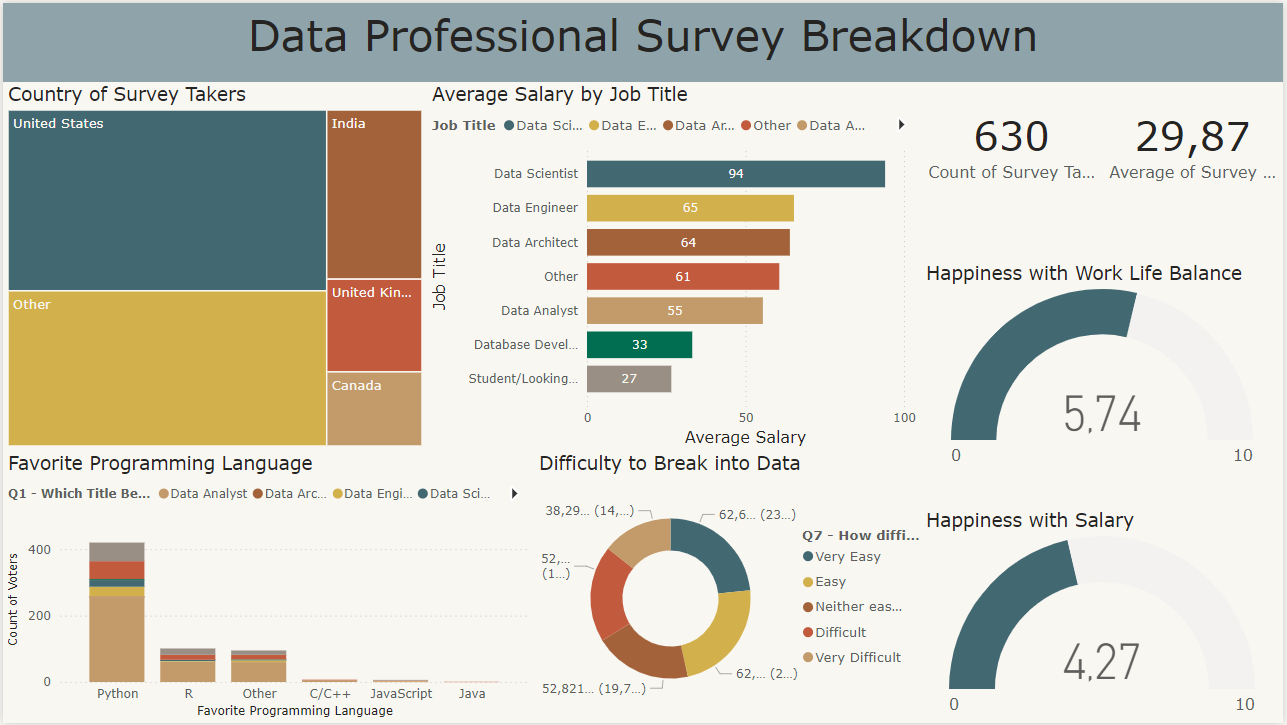 Data Professional Survey Breakdown
Country of Survey Takers
United States
India
Other
United Kin...
Canada
Average Salary by Job Title
Job Title Data Sci... Data E... Data Ar... Other Data A...
Job Title
Data Scientist 94
Data Engineer 65
Data Architect 64
Other 61
Data Analyst 55
Database Devel... 33
Student/Looking... 27
0 50 100
Average Salary
630
Count of Survey Ta...
29,87
Average of Survey ...
Happiness with Work Life Balance
5,74
0 10
Favorite Programming Language
Q1 - Which Title Be... Data Analyst Data Arc... Data Engi... Data Sci...
Count of Voters
400
200
0
Python R Other C/C++ JavaScript Java
Favorite Programming Language
Difficulty to Break into Data
38,29... (14,...)
62,6... (23...)
52,...
(1...)
62,... (2...)
52,821... (19,7...)
Q7 - How diffi...
Very Easy
Easy
Neither eas...
Difficult
Very Difficult
Happiness with Salary
4,27
0 10